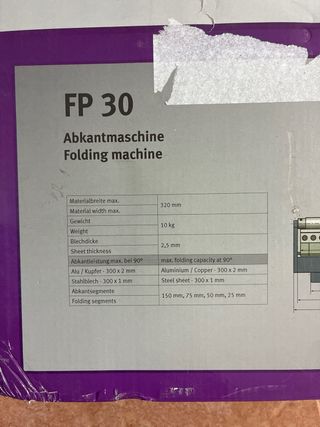 FP 30
Abkantmaschine
Folding machine
Materialbreite max.
Material width max.
320 mm
Gewicht
Weight
10 kg
Blechdicke
Sheet thickness
2,5 mm
Abkantleistung max. bei 90° max. folding capacity at 90°
Alu / Kupfer - 300 x 2 mm Aluminium / Copper - 300 x 2 mm
Stahlblech - 300 x 1 mm Steel sheet - 300 x 1 mm
Abkantsegmente
Folding segments
150 mm, 75 mm, 50 mm, 25 mm